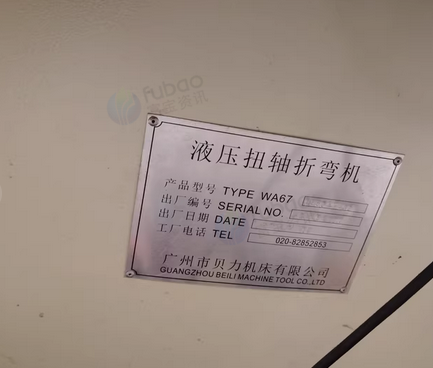 fubao
液压扭轴折弯机
产品型号 TYPE WA67
出厂编号 SERIAL NO.
出厂日期 DATE
工厂电话 TEL 020-82852853
广州市贝力机床有限公司
GUANGZHOU BEILI MACHINE TOOL CO.,LTD